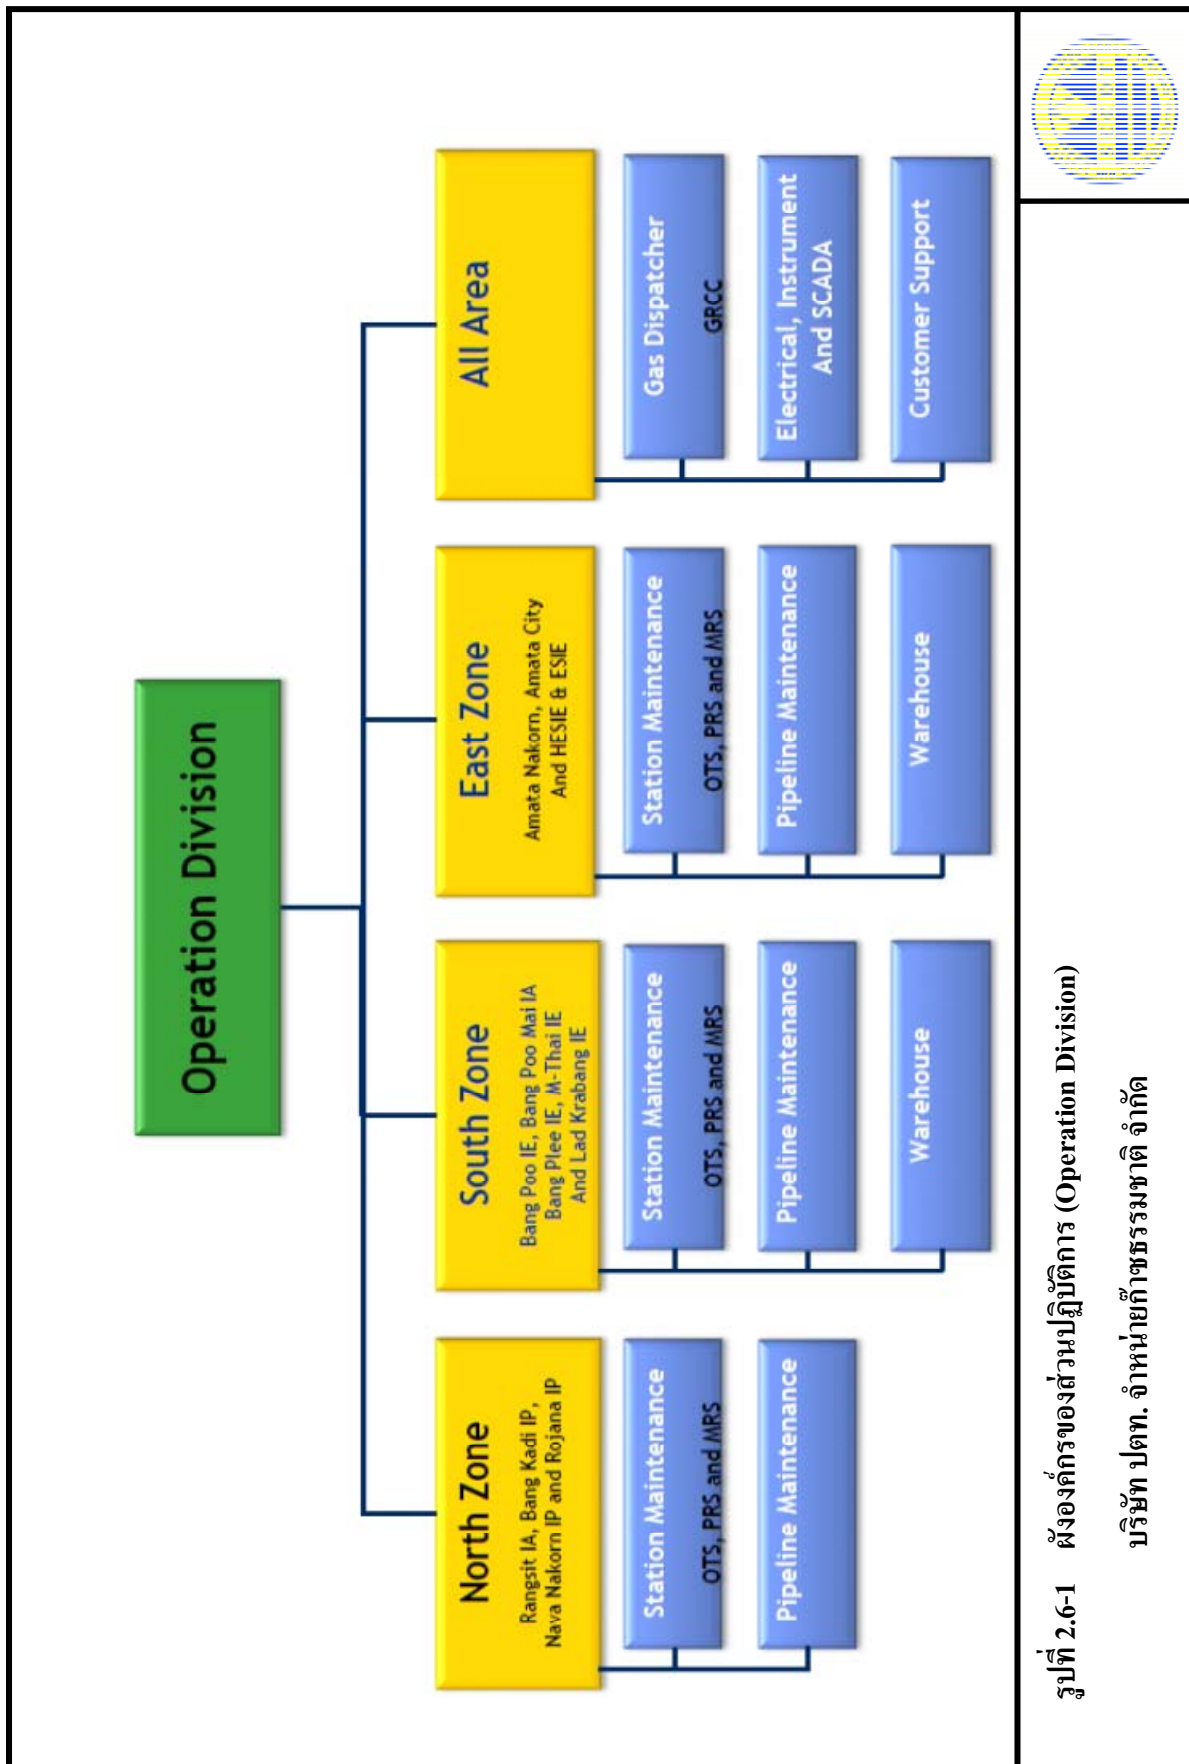 Operation Division
North Zone
Rangsit IA, Bang Kadi IP,
Nava Nakorn IP and Rojana IP
Station Maintenance
OTS, PRS and MRS
Pipeline Maintenance
South Zone
Bang Poo IE, Bang Poo Mai IA
Bang Plee IE, M-Thai IE
And Lad Krabang IE
Station Maintenance
OTS, PRS and MRS
Pipeline Maintenance
Warehouse
East Zone
Amata Nakorn, Amata City
And HESIE & ESIE
Station Maintenance
OTS, PRS and MRS
Pipeline Maintenance
Warehouse
All Area
Gas Dispatcher
GRCC
Electrical, Instrument
And SCADA
Customer Support
รูปที่ 2.6-1 ผังองค์กรของส่วนปฏิบัติการ (Operation Division)
บริษัท ปตท. จำหน่ายก๊าซธรรมชาติ จำกัด